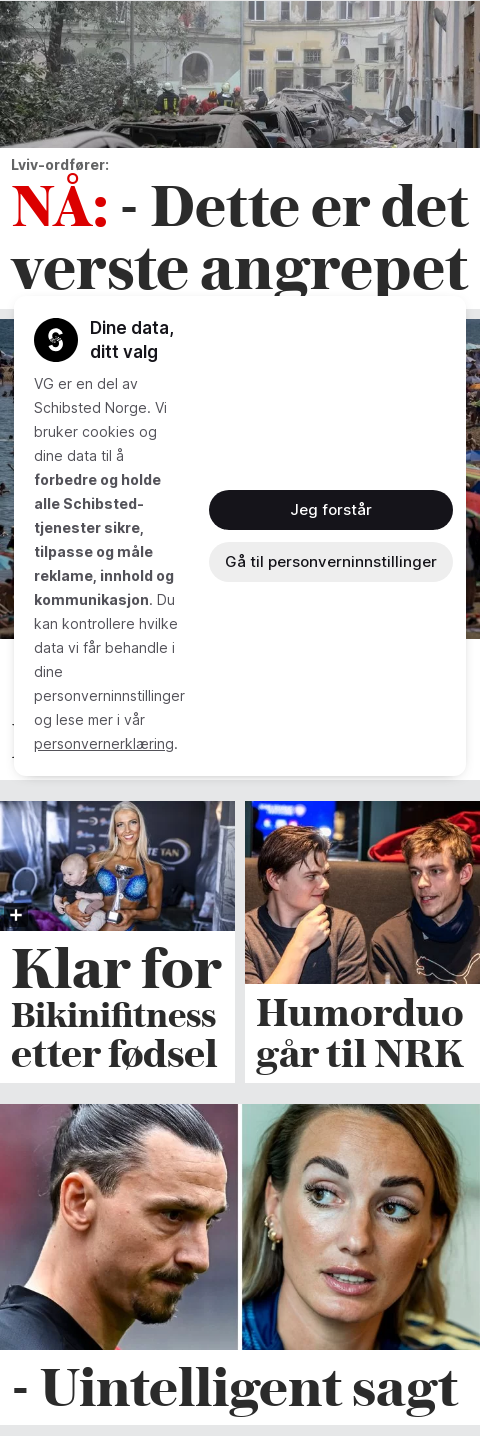 Lviv-ordfører:
NÅ: - Dette er det
verste angrepet
Dine data,
ditt valg
VG er en del av
Schibsted Norge. Vi
bruker cookies og
dine data til å
forbedre og holde
alle Schibsted-
tjenester sikre,
tilpasse og måle
reklame, innhold og
kommunikasjon. Du
kan kontrollere hvilke
data vi får behandle i
dine
personverninnstillinger
og lese mer i vår
personvernerklæring.
Jeg forstår
Gå til personverninnstillinger
Klar for
Bikinifitness
etter fødsel
Humorduo
går til NRK
- Uintelligent sagt